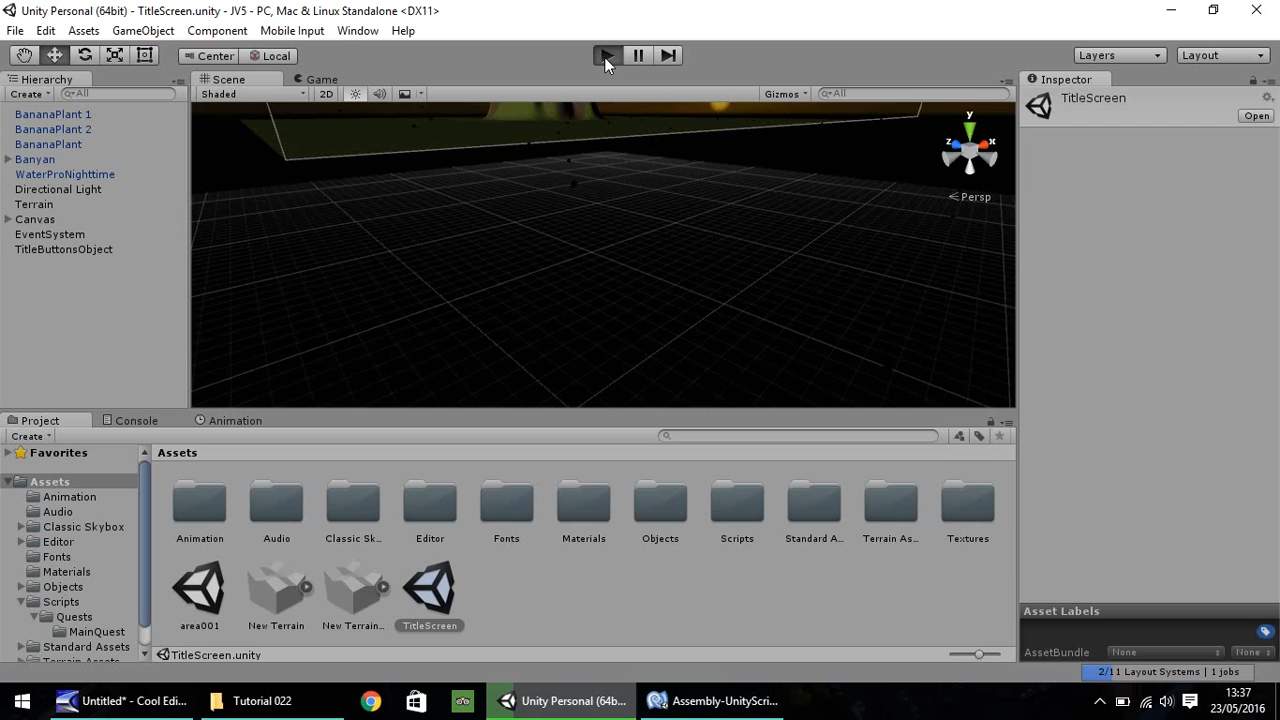 Unity Personal (64bit) - TitleScreen.unity - JV5 - PC, Mac & Linux Standalone <DX11>
File Edit Assets GameObject Component Mobile Input Window Help
Center Local Layers Layout
Hierarchy Scene Game Inspector
Create All Shaded 2D Gizmos All TitleScreen
Open
BananaPlant 1
BananaPlant 2
BananaPlant
Banyan
WaterProNighttime
Directional Light
Terrain
Canvas
EventSystem
TitleButtonsObject
y
z x
Persp
Project Console Animation
Create
Favorites
Assets
Animation
Audio
Classic Skybox
Editor
Fonts
Materials
Objects
Scripts
Quests
MainQuest
Standard Assets
Terrain Assets
Assets
Animation Audio Classic Sk... Editor Fonts Materials Objects Scripts Standard A... Terrain As... Textures
area001 New Terrain New Terrain... TitleScreen
TitleScreen.unity
Asset Labels
AssetBundle None None
2/11 Layout Systems | 1 jobs
Untitled* - Cool Edi... Tutorial 022 Unity Personal (64b... Assembly-UnityScri...
13:37
23/05/2016